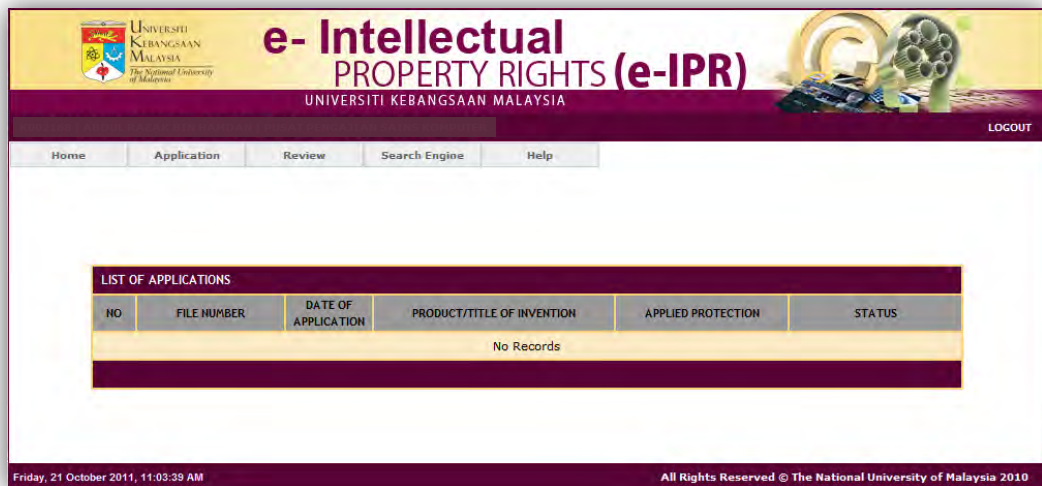 UNIVERSITI
KEBANGSAAN
MALAYSIA
The National University
of Malaysia
e- Intellectual
PROPERTY RIGHTS (e-IPR)
UNIVERSITI KEBANGSAAN MALAYSIA
LOGOUT
Home Application Review Search Engine Help
LIST OF APPLICATIONS
NO FILE NUMBER DATE OF APPLICATION PRODUCT/TITLE OF INVENTION APPLIED PROTECTION STATUS
No Records
Friday, 21 October 2011, 11:03:39 AM All Rights Reserved © The National University of Malaysia 2010